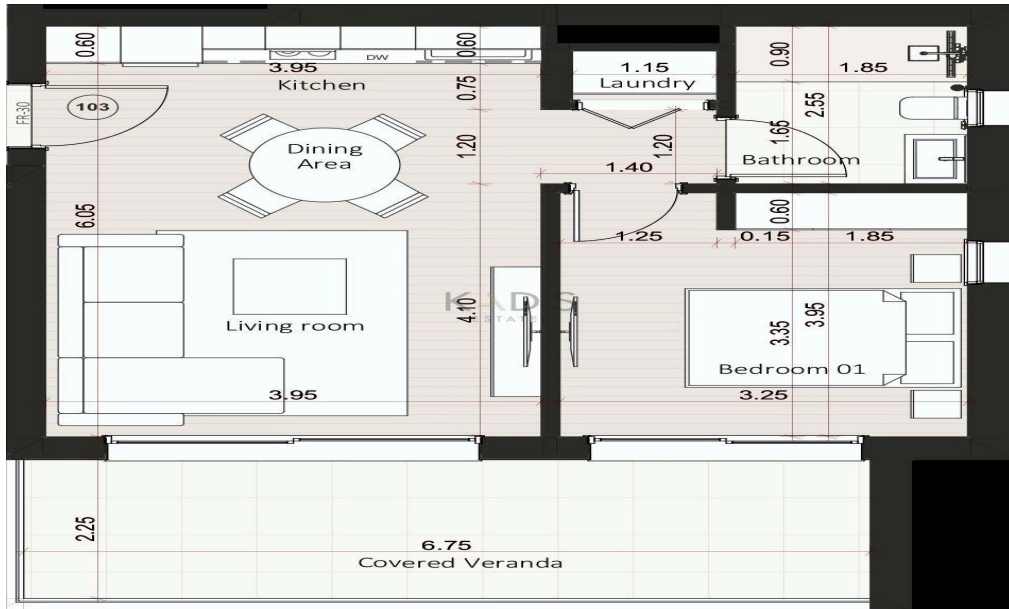 0.60
0.60
0.90
3.95
DW
1.15
1.85
Kitchen
Laundry
0.75
FR-30
103
2.55
1.65
Dining
Area
1.20
1.20
1.40
Bathroom
6.05
0.60
1.25
0.15
1.85
KADIS
ESTATES
4.10
Living room
3.35
3.95
Bedroom 01
3.95
3.25
2.25
6.75
Covered Veranda